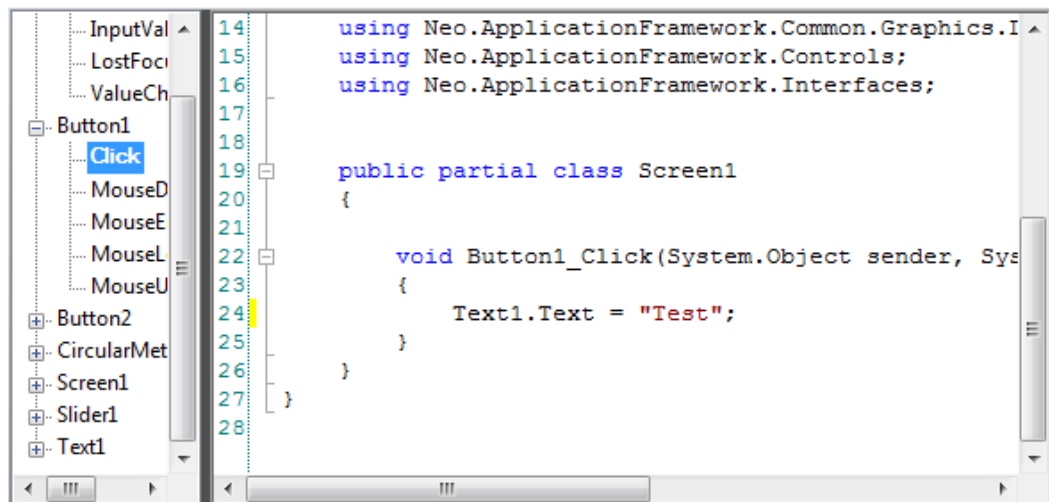 InputVal
LostFoc
ValueCh
Button1
Click
MouseD
MouseE
MouseL
MouseU
Button2
CircularMet
Screen1
Slider1
Text1
14 using Neo.ApplicationFramework.Common.Graphics.I
15 using Neo.ApplicationFramework.Controls;
16 using Neo.ApplicationFramework.Interfaces;
17
18
19 public partial class Screen1
20 {
21
22 void Button1_Click(System.Object sender, Sys
23 {
24 Text1.Text = "Test";
25 }
26 }
27 }
28